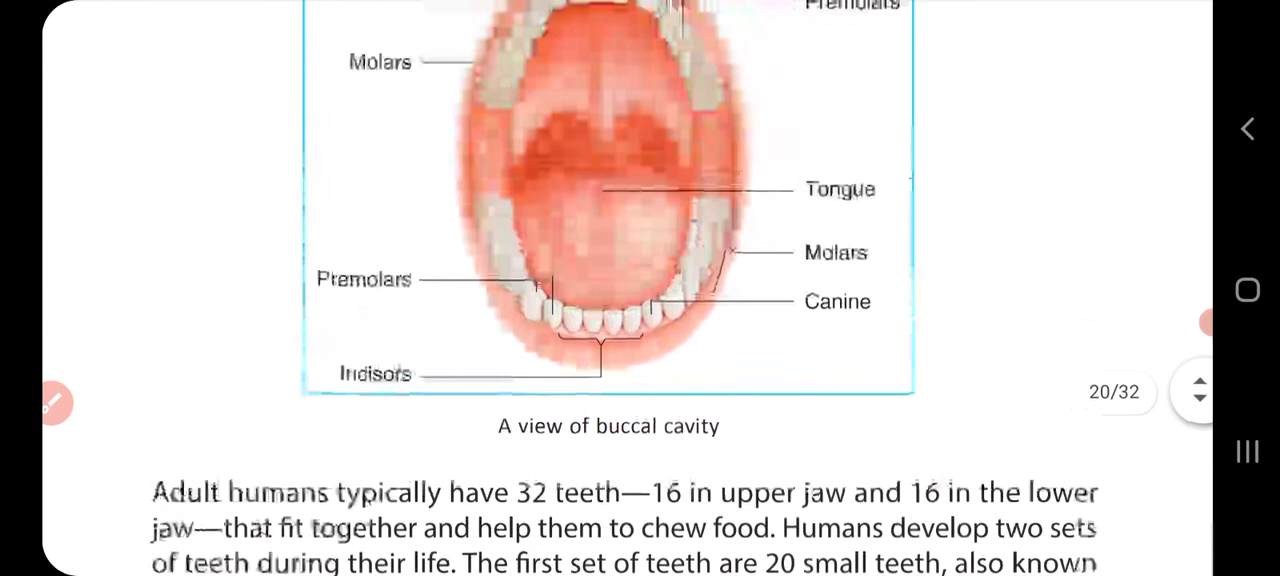 Premolars
Molars
Tongue
Molars
Premolars
Canine
Indisors
20/32
A view of buccal cavity
Adult humans typically have 32 teeth—16 in upper jaw and 16 in the lower
jaw—that fit together and help them to chew food. Humans develop two sets
of teeth during their life. The first set of teeth are 20 small teeth, also known